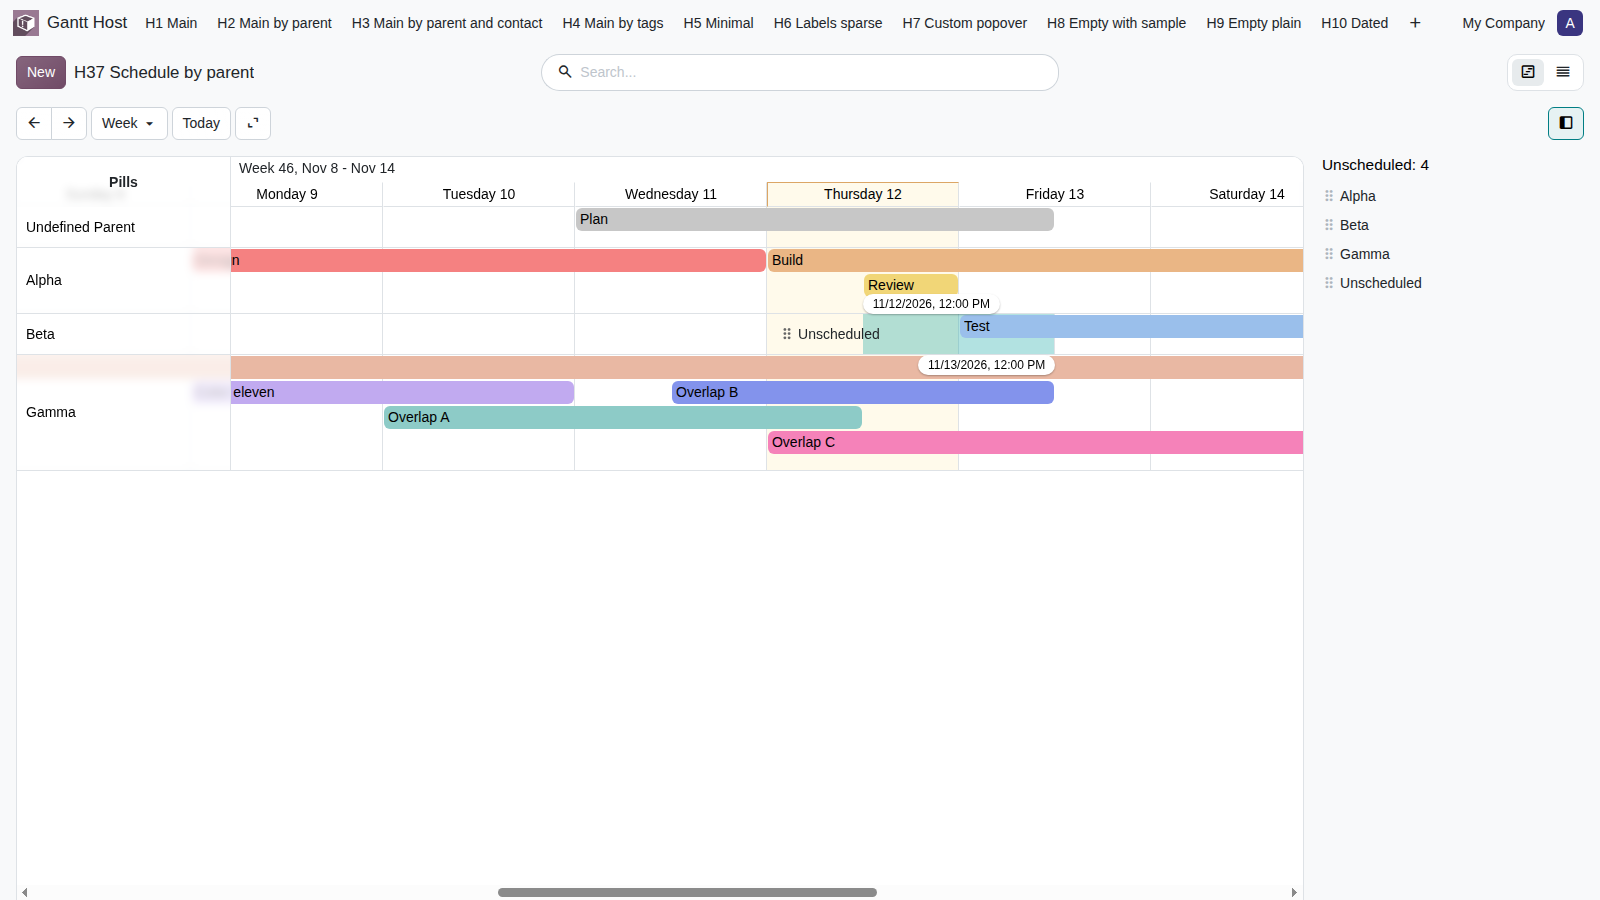 Gantt Host H1 Main H2 Main by parent H3 Main by parent and contact H4 Main by tags H5 Minimal H6 Labels sparse H7 Custom popover H8 Empty with sample H9 Empty plain H10 Dated My Company A
New H37 Schedule by parent Search...
Week Today
Week 46, Nov 8 - Nov 14
Pills
Monday 9 Tuesday 10 Wednesday 11 Thursday 12 Friday 13 Saturday 14
Undefined Parent Plan
Alpha Build
Review
11/12/2026, 12:00 PM
Beta Unscheduled Test
11/13/2026, 12:00 PM
Gamma eleven Overlap B
Overlap A
Overlap C
Unscheduled: 4
Alpha
Beta
Gamma
Unscheduled